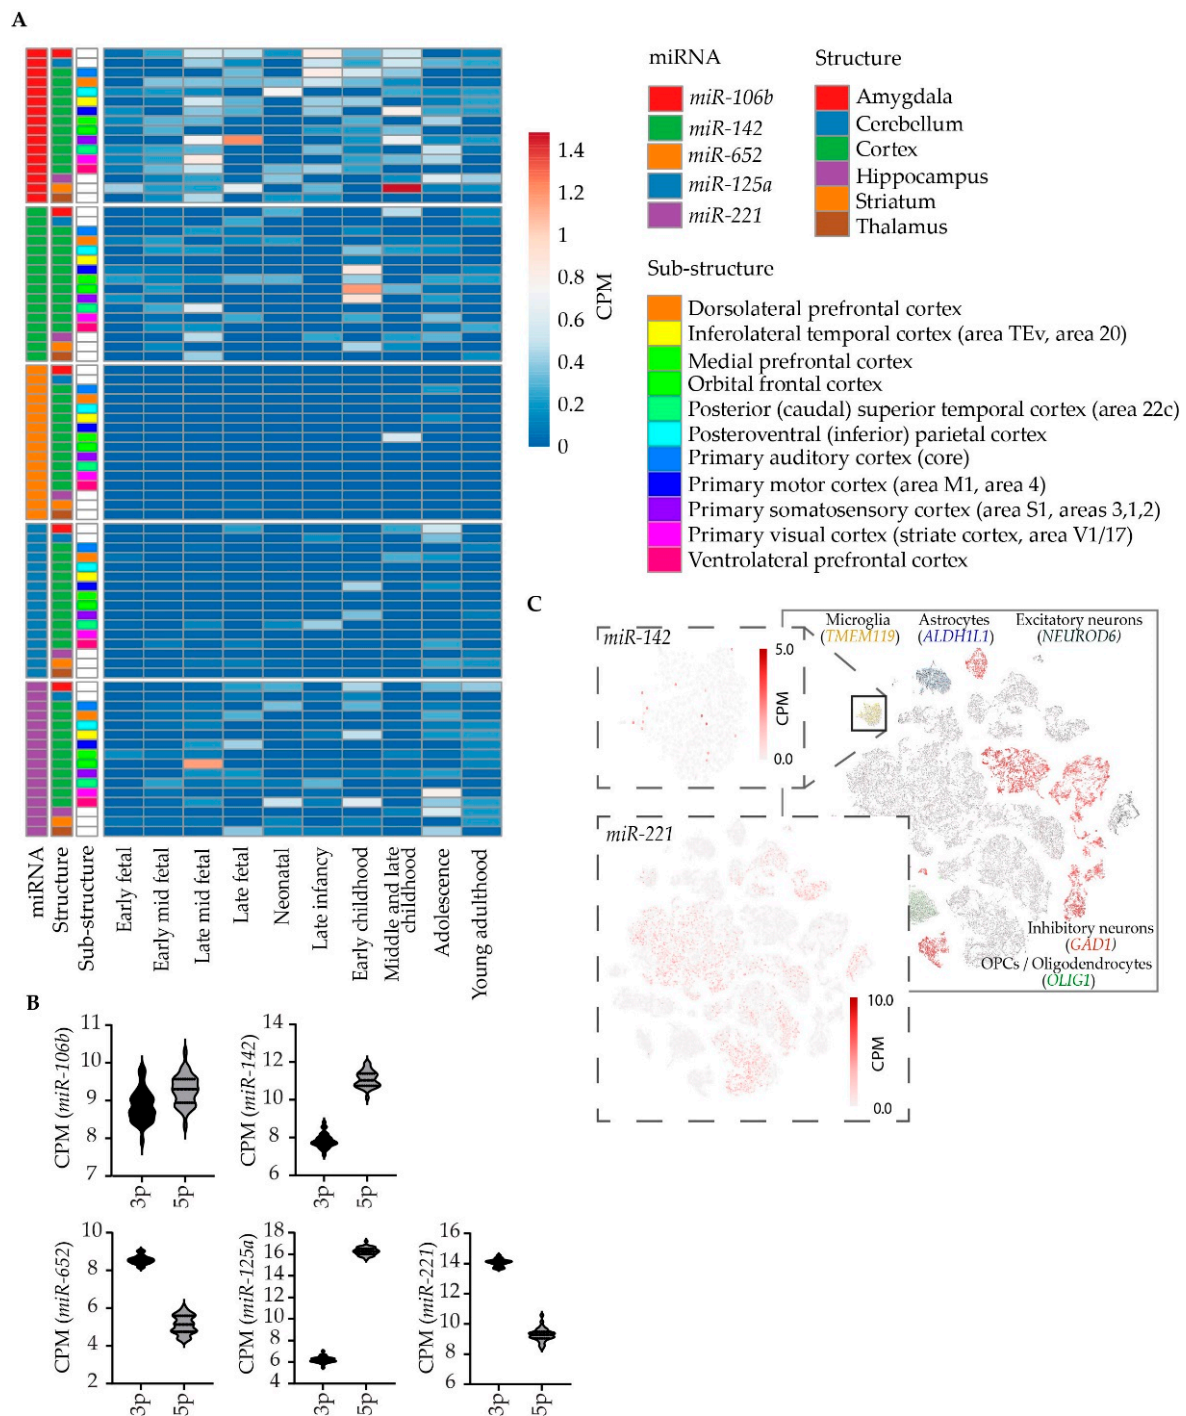 A
miRNA
miR-106b
miR-142
miR-652
miR-125a
miR-221
Structure
Amygdala
Cerebellum
Cortex
Hippocampus
Striatum
Thalamus
1.4
1.2
1
0.8
0.6
0.4
0.2
0
CPM
Sub-structure
Dorsolateral prefrontal cortex
Inferolateral temporal cortex (area TEv, area 20)
Medial prefrontal cortex
Orbital frontal cortex
Posterior (caudal) superior temporal cortex (area 22c)
Posteroventral (inferior) parietal cortex
Primary auditory cortex (core)
Primary motor cortex (area M1, area 4)
Primary somatosensory cortex (area S1, areas 3,1,2)
Primary visual cortex (striate cortex, area V1/17)
Ventrolateral prefrontal cortex
miRNA
Structure
Sub-structure
Early fetal
Early mid fetal
Late mid fetal
Late fetal
Neonatal
Late infancy
Early childhood
Middle and late
childhood
Adolescence
Young adulthood
C
miR-142
5.0
CPM
0.0
Microglia
(TMEM119)
Astrocytes
(ALDH1L1)
Excitatory neurons
(NEUROD6)
Inhibitory neurons
(GAD1)
OPCs / Oligodendrocytes
(OLIG1)
miR-221
10.0
CPM
0.0
B
CPM (miR-106b)
11
10
9
8
7
3p
5p
CPM (miR-142)
14
12
10
8
6
3p
5p
CPM (miR-652)
10
8
6
4
2
3p
5p
CPM (miR-125a)
18
16
14
12
10
8
6
4
3p
5p
CPM (miR-221)
16
14
12
10
8
6
3p
5p